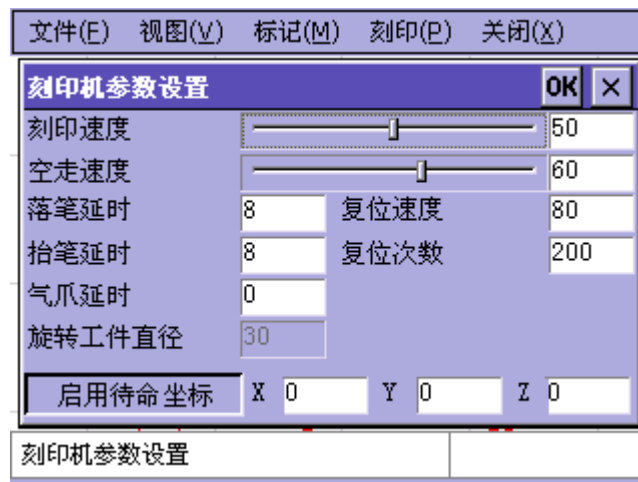 文件(F) 视图(V) 标记(M) 刻印(P) 关闭(X)
刻印机参数设置 OK ×
刻印速度 50
空走速度 60
落笔延时 8 复位速度 80
抬笔延时 8 复位次数 200
气爪延时 0
旋转工件直径 30
启用待命坐标 X 0 Y 0 Z 0
刻印机参数设置